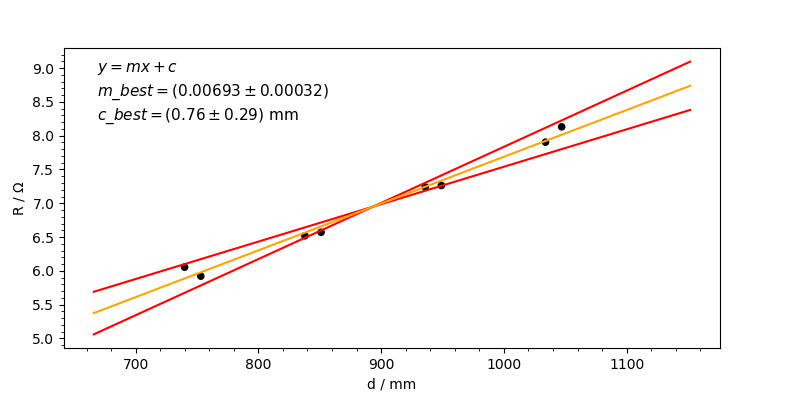 y = mx + c
m_best = (0.00693 ± 0.00032)
c_best = (0.76 ± 0.29) mm
9.0
8.5
8.0
7.5
7.0
6.5
6.0
5.5
5.0
R / Ω
700 800 900 1000 1100
d / mm